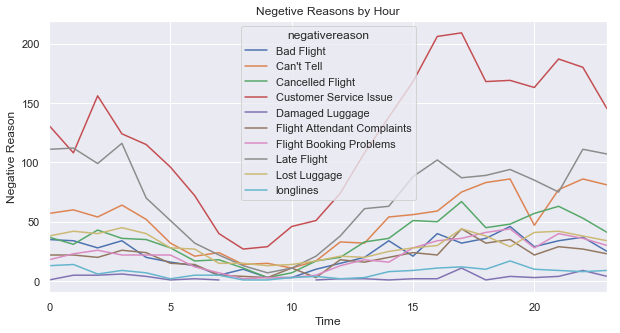 Negetive Reasons by Hour
negativereason
Bad Flight
Can't Tell
Cancelled Flight
Customer Service Issue
Damaged Luggage
Flight Attendant Complaints
Flight Booking Problems
Late Flight
Lost Luggage
longlines
Negative Reason
200
150
100
50
0
0 5 10 15 20
Time